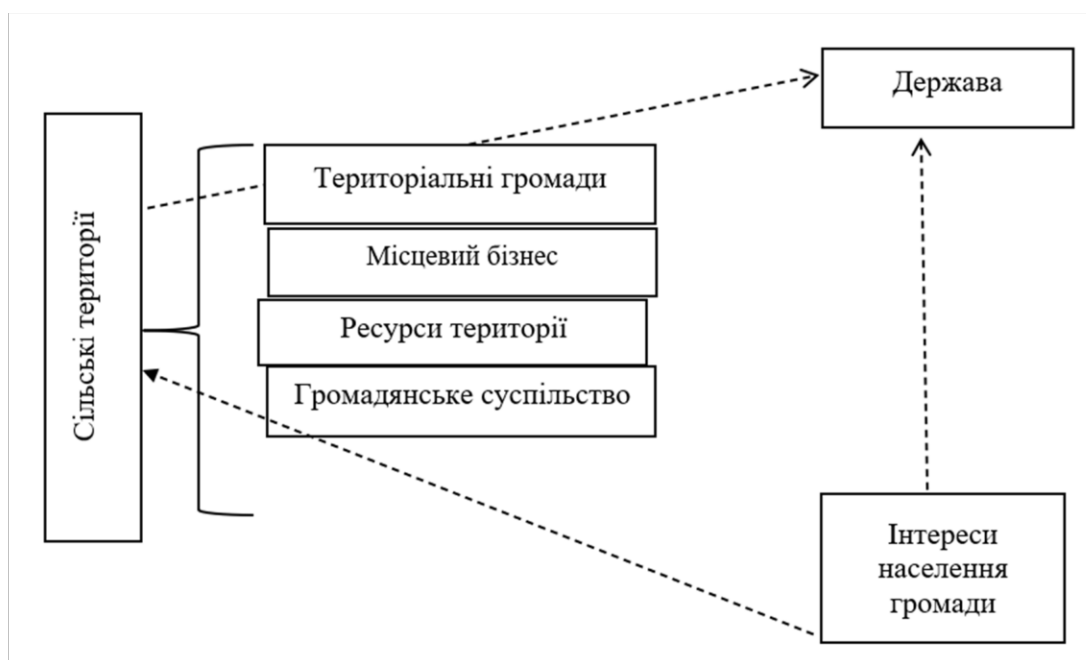 Держава
Сільські території
Територіальні громади
Місцевий бізнес
Ресурси території
Громадянське суспільство
Інтереси
населення
громади